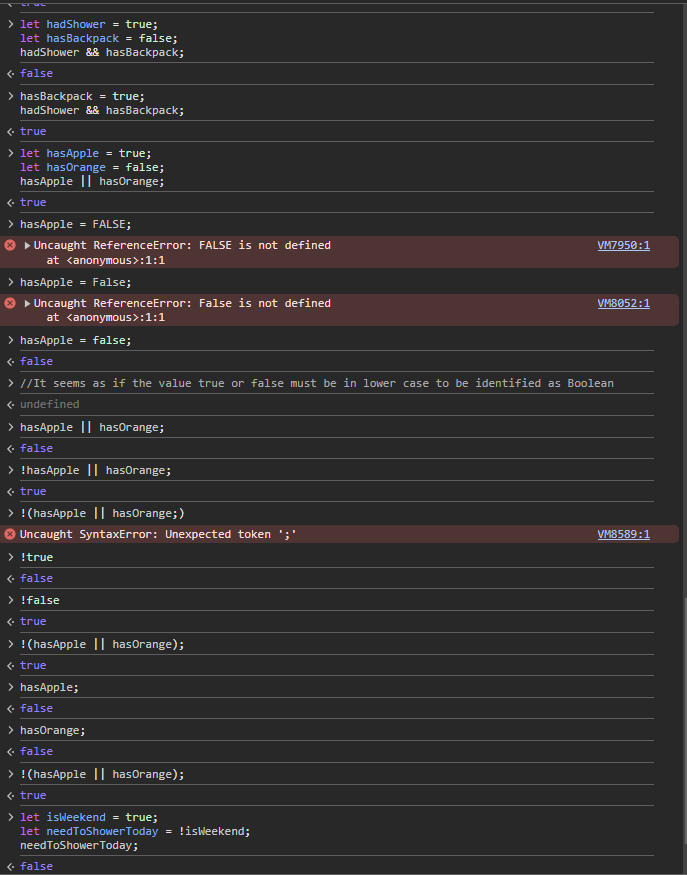 true
let hadShower = true;
let hasBackpack = false;
hadShower && hasBackpack;
false
hasBackpack = true;
hadShower && hasBackpack;
true
let hasApple = true;
let hasOrange = false;
hasApple || hasOrange;
true
hasApple = FALSE;
Uncaught ReferenceError: FALSE is not defined VM7950:1
at <anonymous>:1:1
hasApple = False;
Uncaught ReferenceError: False is not defined VM8052:1
at <anonymous>:1:1
hasApple = false;
false
//It seems as if the value true or false must be in lower case to be identified as Boolean
undefined
hasApple || hasOrange;
false
!hasApple || hasOrange;
true
!(hasApple || hasOrange;)
Uncaught SyntaxError: Unexpected token ';' VM8589:1
!true
false
!false
true
!(hasApple || hasOrange);
true
hasApple;
false
hasOrange;
false
!(hasApple || hasOrange);
true
let isWeekend = true;
let needToShowerToday = !isWeekend;
needToShowerToday;
false